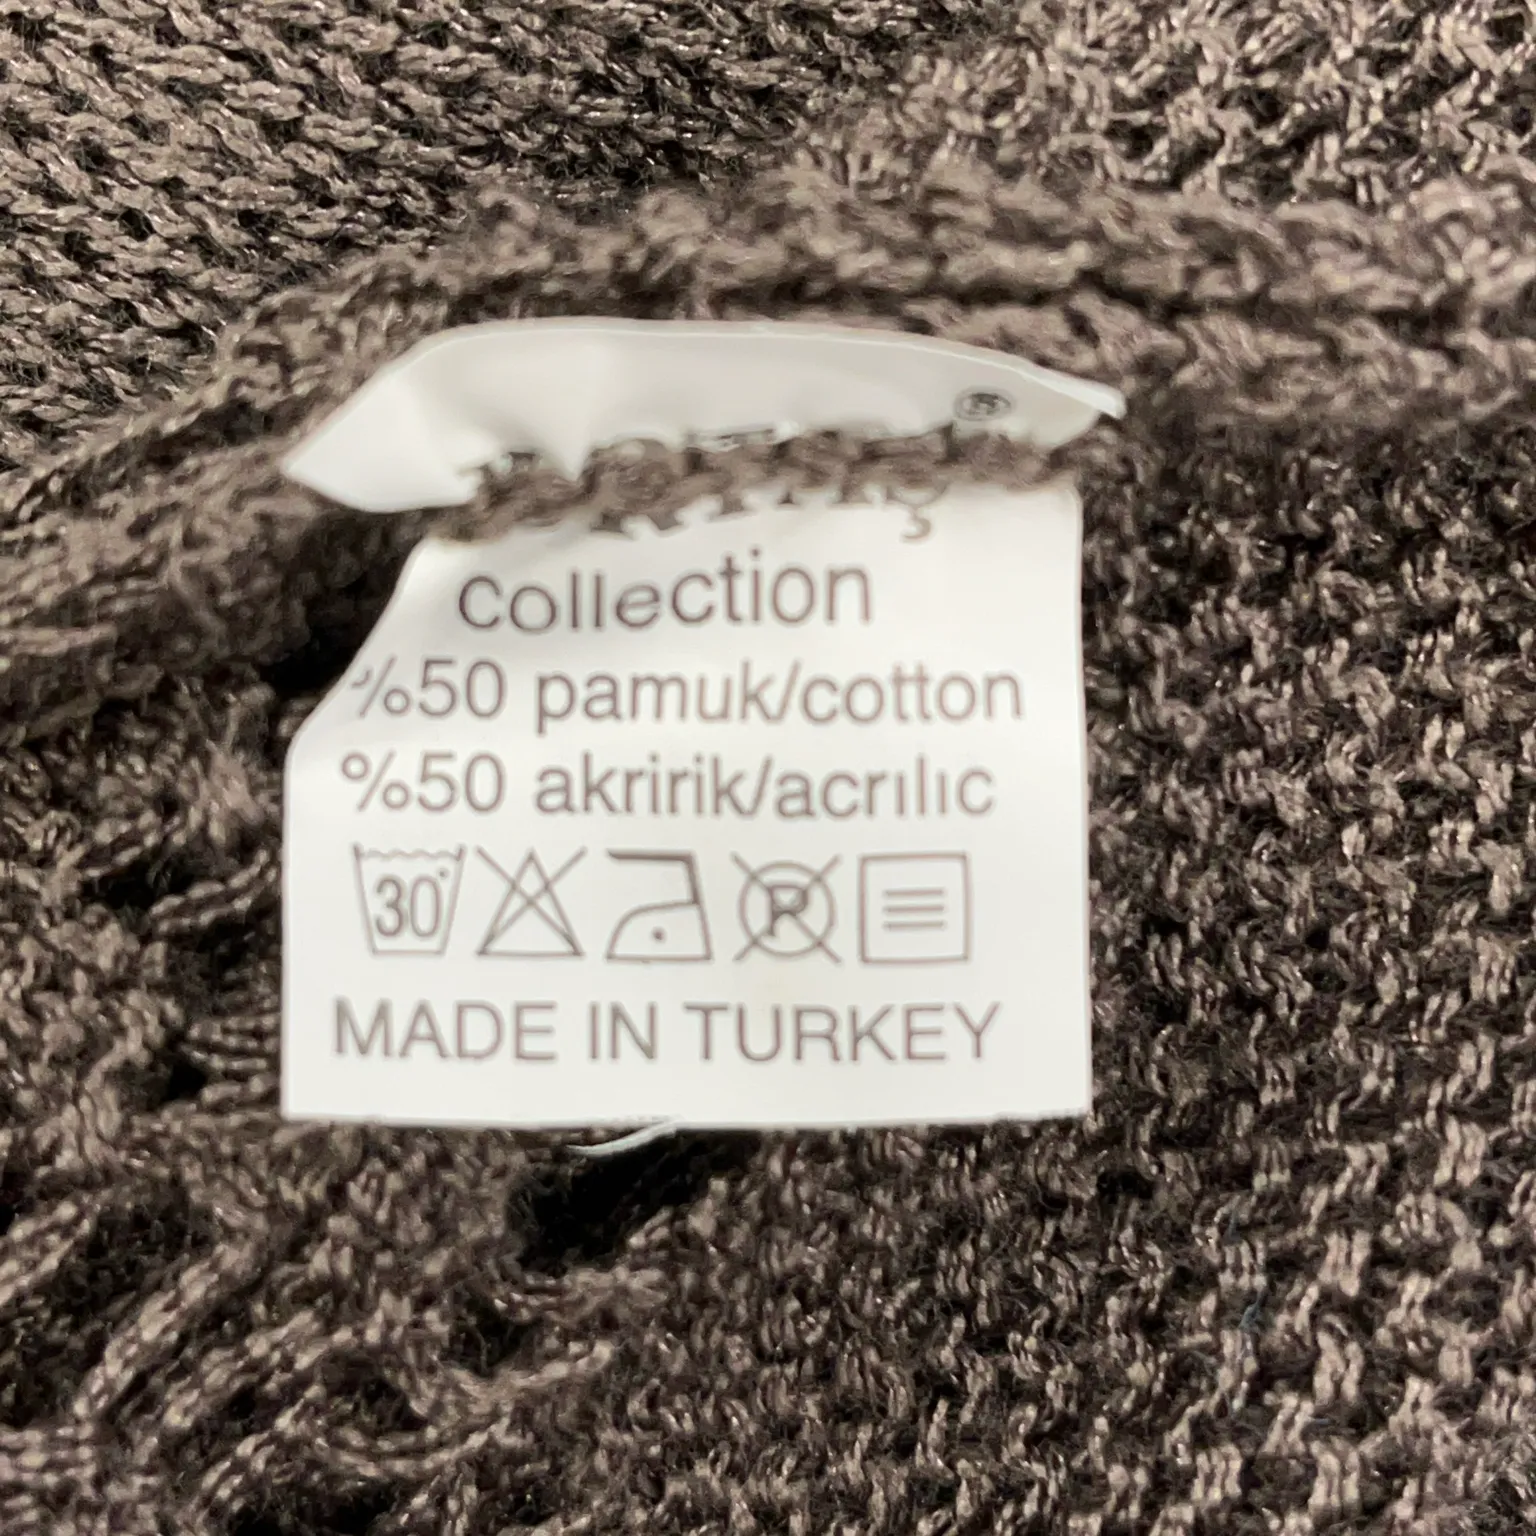 ®
Collection
%50 pamuk/cotton
%50 akririk/acrılıc
30°
P
MADE IN TURKEY